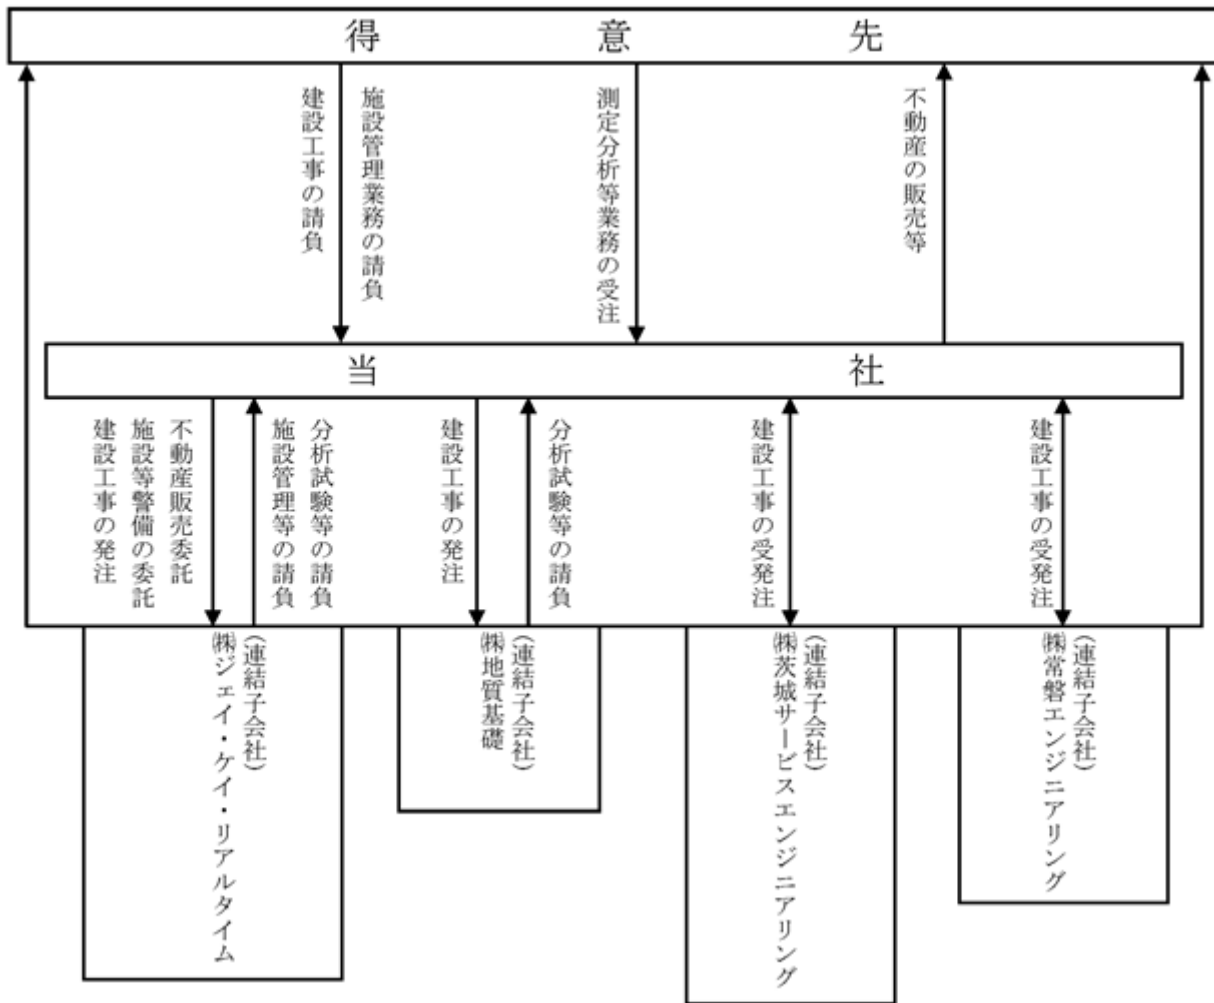 得意先
建設工事の請負
施設管理業務の請負
測定分析等業務の受注
不動産の販売等
当社
不動産販売委託
施設等警備の委託
建設工事の発注
分析試験等の請負
施設管理等の請負
建設工事の発注
分析試験等の請負
建設工事の受発注
建設工事の受発注
(連結子会社)
㈱ジェイ・ケイ・リアルタイム
(連結子会社)
㈱地質基礎
(連結子会社)
㈱茨城サービスエンジニアリング
(連結子会社)
㈱常磐エンジニアリング